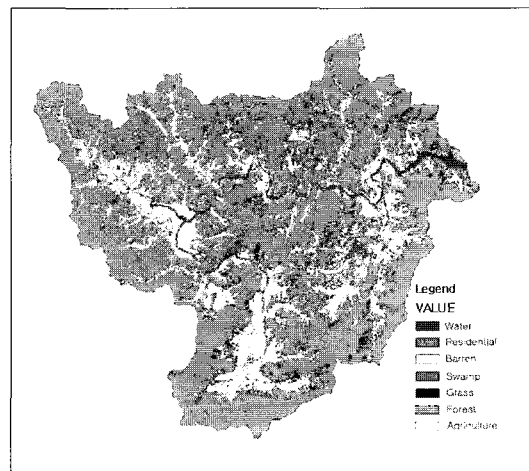 Legend
VALUE
Water
Residential
Barren
Swamp
Grass
Forest
Agriculture